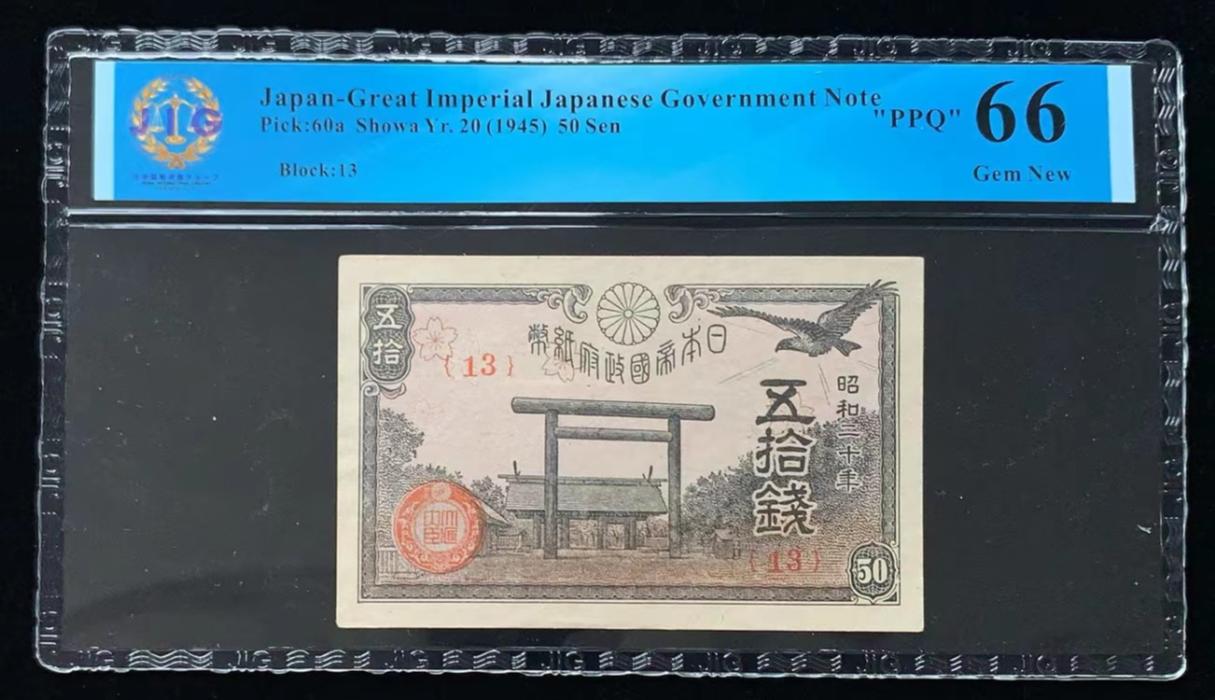 Japan-Great Imperial Japanese Government Note
Pick:60a Showa Yr. 20 (1945) 50 Sen
Block:13
"PPQ" 66
Gem New
JIG
五拾
{13}
日本帝國政府紙幣
昭和二十年
五拾錢
{13}
50